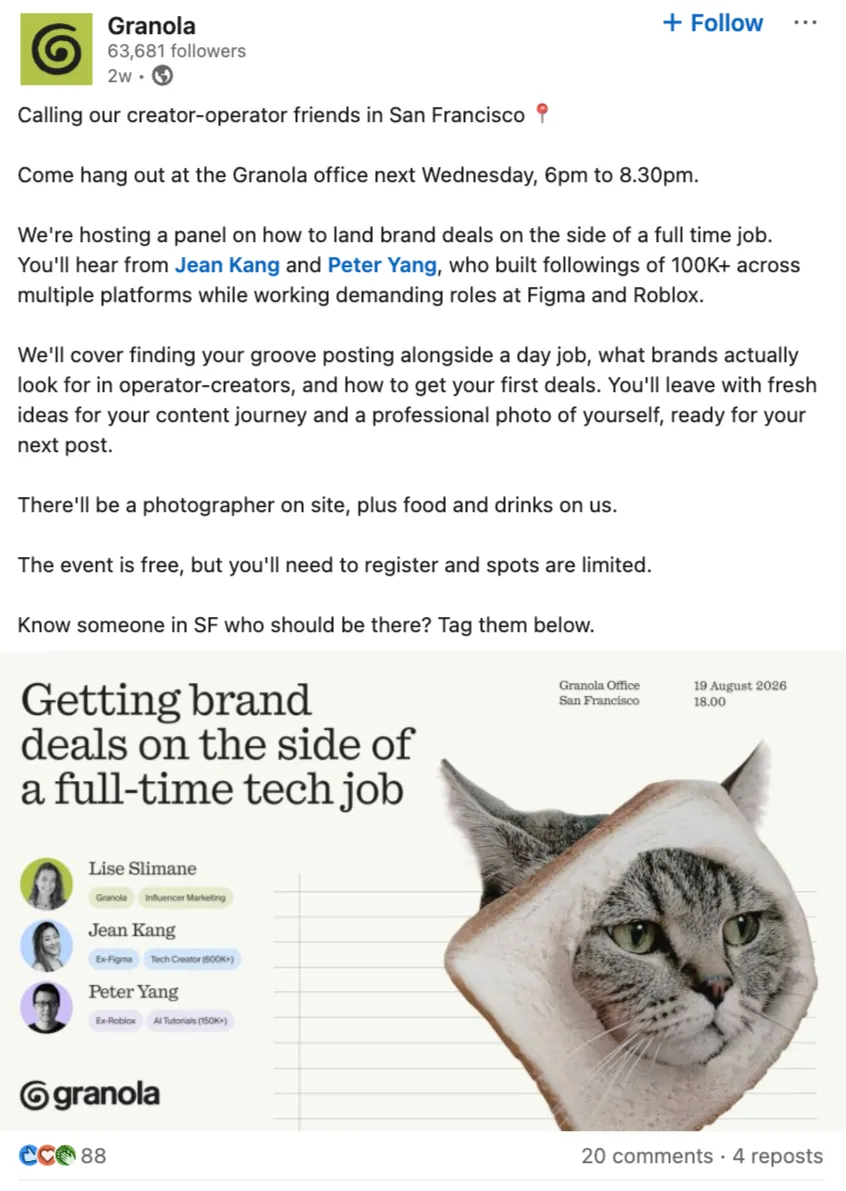 Granola
+ Follow ···
63,681 followers
2w •
Calling our creator-operator friends in San Francisco 📍
Come hang out at the Granola office next Wednesday, 6pm to 8.30pm.
We're hosting a panel on how to land brand deals on the side of a full time job.
You'll hear from Jean Kang and Peter Yang, who built followings of 100K+ across
multiple platforms while working demanding roles at Figma and Roblox.
We'll cover finding your groove posting alongside a day job, what brands actually
look for in operator-creators, and how to get your first deals. You'll leave with fresh
ideas for your content journey and a professional photo of yourself, ready for your
next post.
There'll be a photographer on site, plus food and drinks on us.
The event is free, but you'll need to register and spots are limited.
Know someone in SF who should be there? Tag them below.
Getting brand
deals on the side of
a full-time tech job
Granola Office
San Francisco
19 August 2026
18.00
Lise Slimane
Granola Influencer Marketing
Jean Kang
Ex-Figma Tech Creator (600K+)
Peter Yang
Ex-Roblox AI Tutorials (150K+)
granola
88
20 comments · 4 reposts